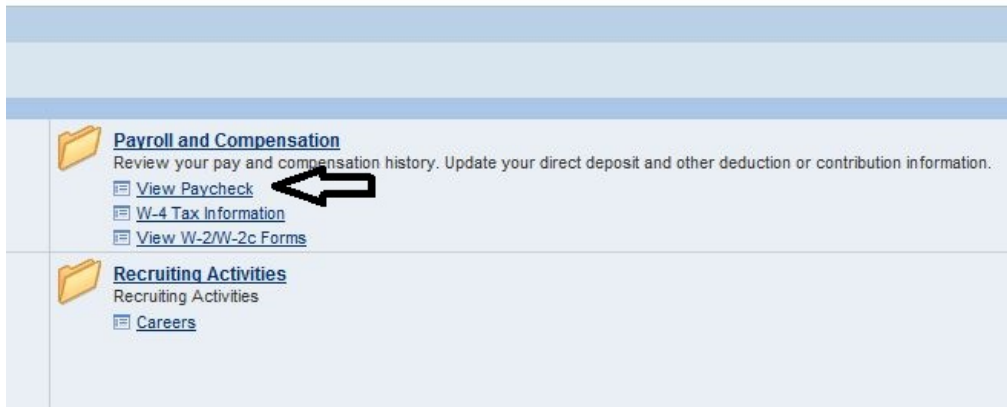 Payroll and Compensation
Review your pay and compensation history. Update your direct deposit and other deduction or contribution information.
View Paycheck
W-4 Tax Information
View W-2/W-2c Forms
Recruiting Activities
Recruiting Activities
Careers